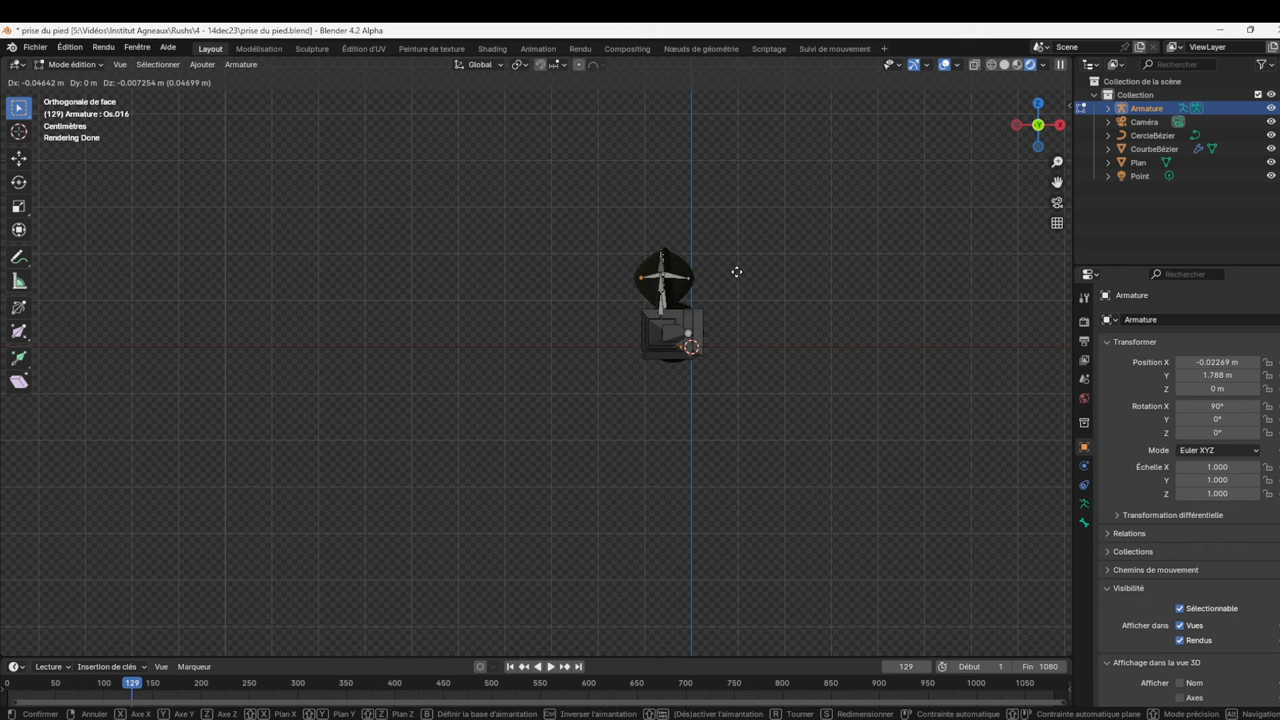 * prise du pied [S:\Vidéos\Institut Agneaux\Rushs\4 - 14dec23\prise du pied.blend] - Blender 4.2 Alpha
Fichier Édition Rendu Fenêtre Aide Layout Modélisation Sculpture Édition d'UV Peinture de texture Shading Animation Rendu Compositing Nœuds de géométrie Scripting Suivi de mouvement + Scene ViewLayer
Mode édition Vue Sélectionner Ajouter Armature Global Rechercher
Dx: -0.04642 m Dy: 0 m Dz: -0.007254 m (0.04699 m)
Collection de la scène
Orthogonale de face
(129) Armature : Os.016
Centimètres
Rendering Done
Z
X
Y
Collection
Armature
Caméra
CercleBézier
CourbeBézier
Plan
Point
Rechercher
Armature
Armature
Transformer
Position X -0.02269 m
Y 1.788 m
Z 0 m
Rotation X 90°
Y 0°
Z 0°
Mode Euler XYZ
Échelle X 1.000
Y 1.000
Z 1.000
Transformation différentielle
Relations
Collections
Chemins de mouvement
Visibilité
Sélectionnable
Afficher dans Vues
Rendus
Affichage dans la vue 3D
Afficher Nom
Axes
Lecture Insertion de clés Vue Marqueur 129 Début 1 Fin 1080
0 50 100 132 150 200 250 300 350 400 450 500 550 600 650 700 750 800 850 900 950 1000 1050
Confirmer Annuler X Axe X Y Axe Y Z Axe Z X Plan X Y Plan Y Z Plan Z B Définir la base d'aimantation Inverser l'aimantation (Dés)activer l'aimantation R Tourner S Redimensionner Contrainte automatique Contrainte automatique plane Mode précision Navigation